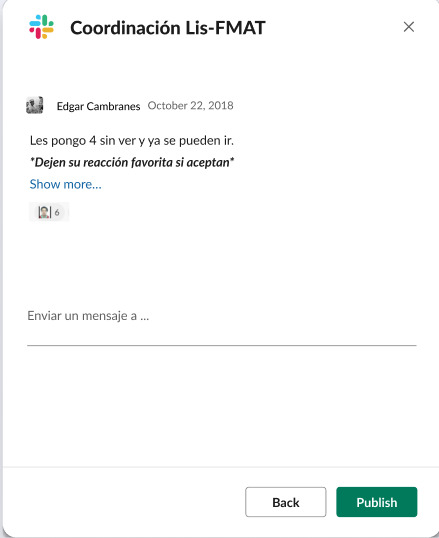 Coordinación Lis-FMAT
Edgar Cambranes October 22, 2018
Les pongo 4 sin ver y ya se pueden ir.
*Dejen su reacción favorita si aceptan*
Show more...
6
Enviar un mensaje a ...
Back Publish